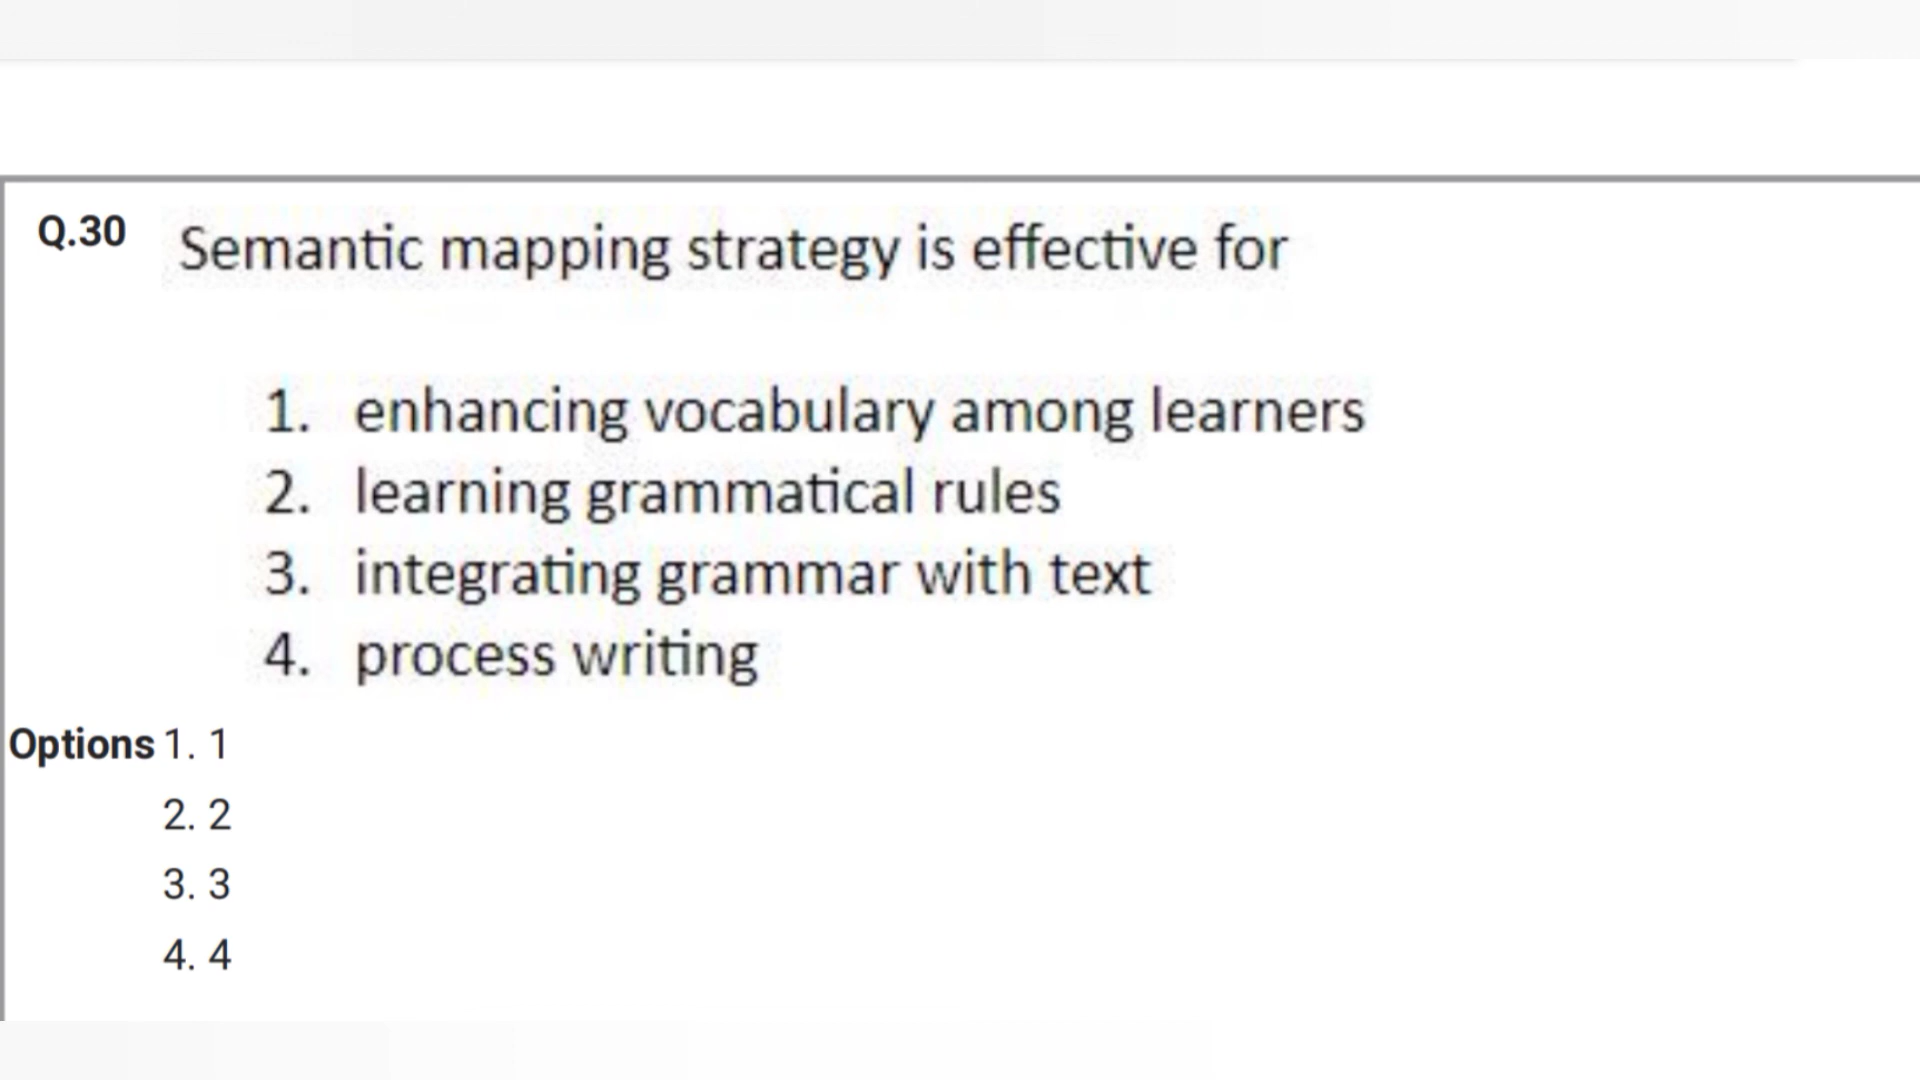 Q.30 Semantic mapping strategy is effective for
1. enhancing vocabulary among learners
2. learning grammatical rules
3. integrating grammar with text
4. process writing
Options 1. 1
2. 2
3. 3
4. 4